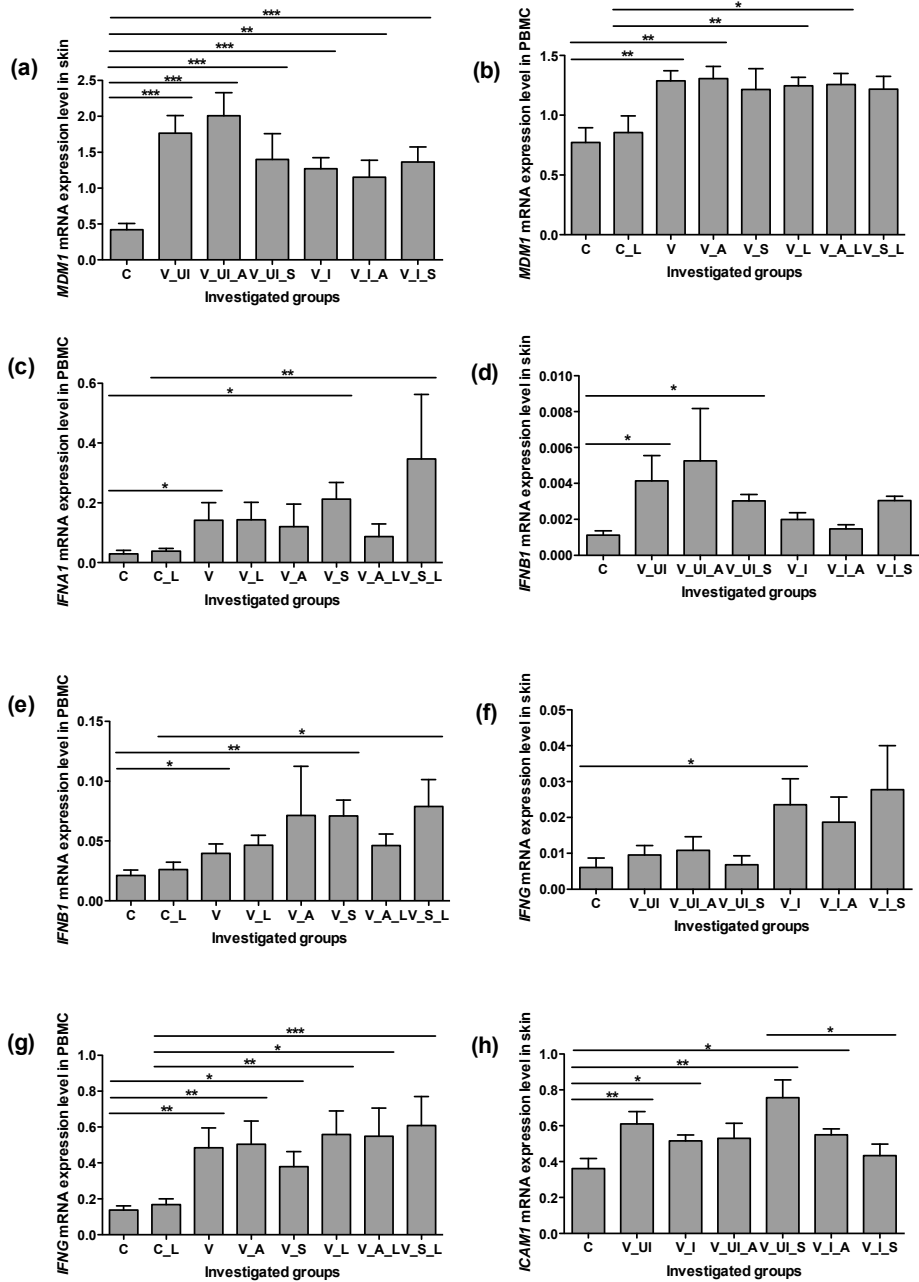 (a)
MDM1 mRNA expression level in skin
***
**
***
***
***
***
2.5
2.0
1.5
1.0
0.5
0.0
C V_UI V_UI_A V_UI_S V_I V_I_A V_I_S
Investigated groups
(b)
MDM1 mRNA expression level in PBMC
*
**
**
**
1.5
1.0
0.5
0.0
C C_L V V_A V_S V_L V_A_L V_S_L
Investigated groups
(c)
IFNA1 mRNA expression level in PBMC
**
*
*
0.6
0.4
0.2
0.0
C C_L V V_L V_A V_S V_A_L V_S_L
Investigated groups
(d)
IFNB1 mRNA expression level in skin
*
*
0.010
0.008
0.006
0.004
0.002
0.000
C V_UI V_UI_A V_UI_S V_I V_I_A V_I_S
Investigated groups
(e)
IFNB1 mRNA expression level in PBMC
*
**
*
0.15
0.10
0.05
0.00
C C_L V V_L V_A V_S V_A_L V_S_L
Investigated groups
(f)
IFNG mRNA expression level in skin
*
0.05
0.04
0.03
0.02
0.01
0.00
C V_UI V_UI_A V_UI_S V_I V_I_A V_I_S
Investigated groups
(g)
IFNG mRNA expression level in PBMC
***
*
**
*
**
**
1.0
0.8
0.6
0.4
0.2
0.0
C C_L V V_A V_S V_L V_A_L V_S_L
Investigated groups
(h)
ICAM1 mRNA expression level in skin
*
*
**
*
**
1.0
0.8
0.6
0.4
0.2
0.0
C V_UI V_I V_UI_A V_UI_S V_I_A V_I_S
Investigated groups